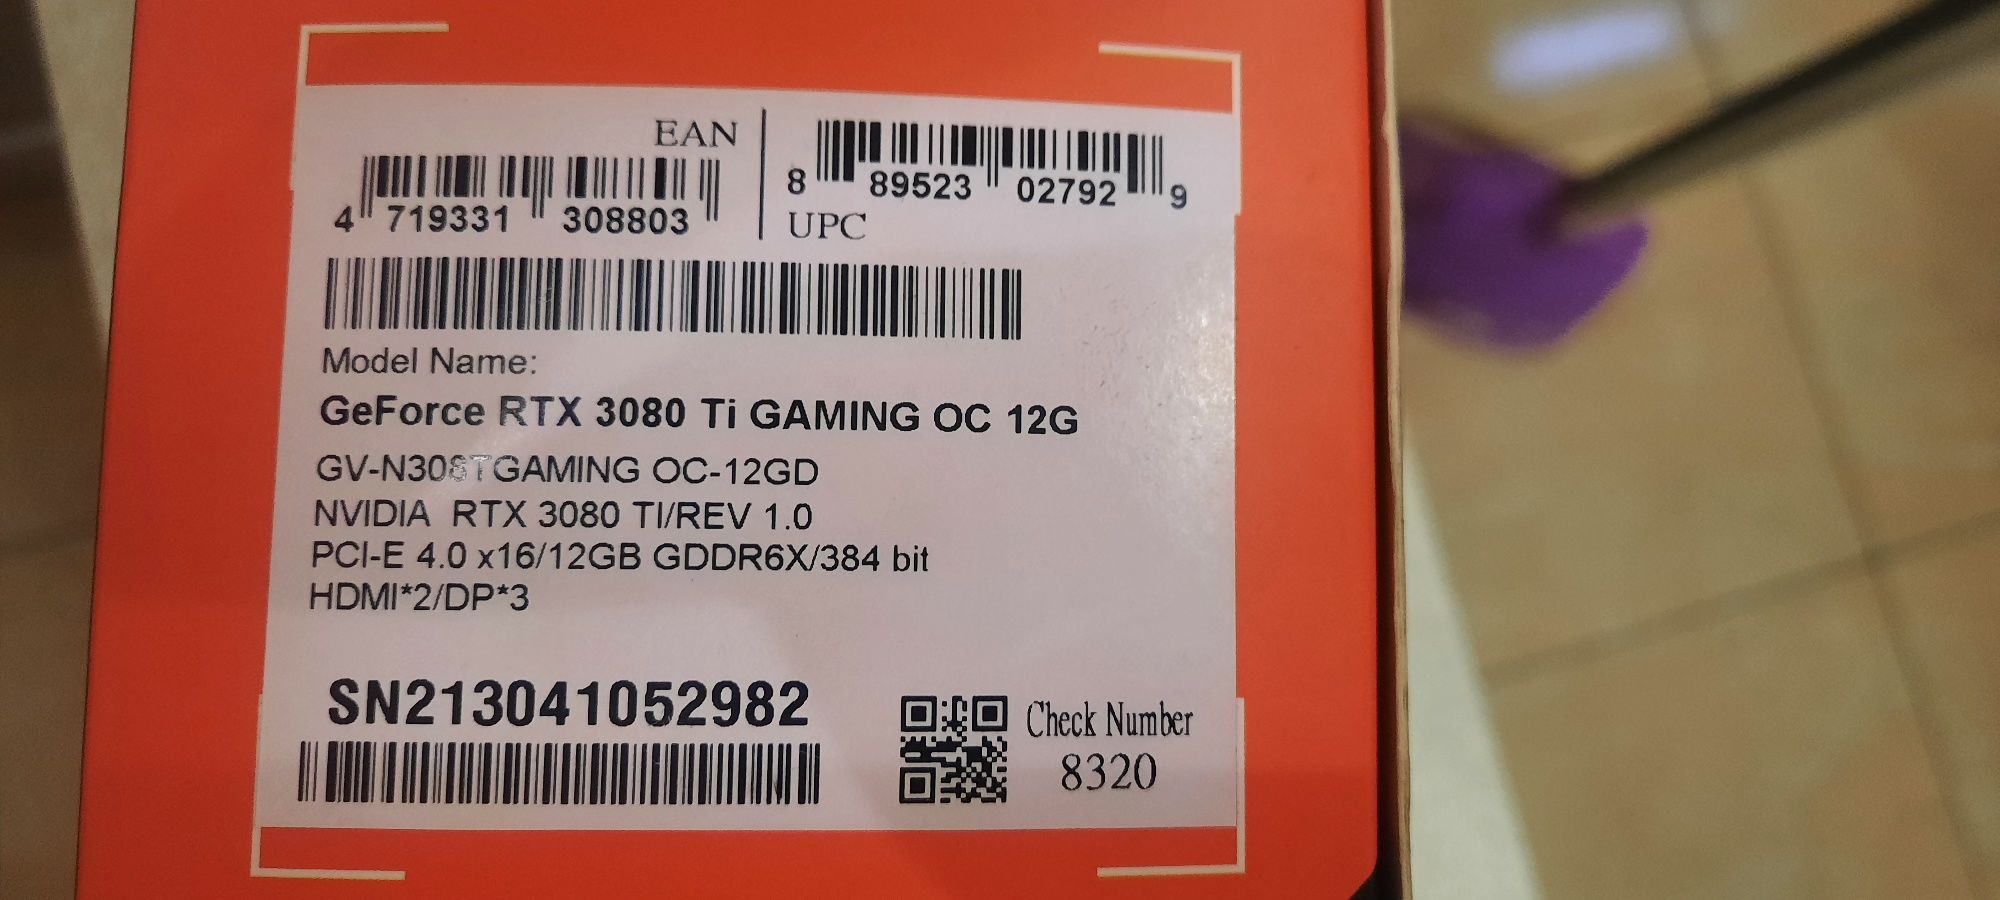 EAN
4 719331 308803
8 89523 02792 9
UPC
Model Name:
GeForce RTX 3080 Ti GAMING OC 12G
GV-N308TGAMING OC-12GD
NVIDIA RTX 3080 TI/REV 1.0
PCI-E 4.0 x16/12GB GDDR6X/384 bit
HDMI*2/DP*3
SN213041052982
Check Number
8320